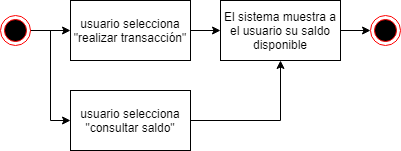 usuario selecciona
"realizar transacción"
El sistema muestra a
el usuario su saldo
disponible
usuario selecciona
"consultar saldo"